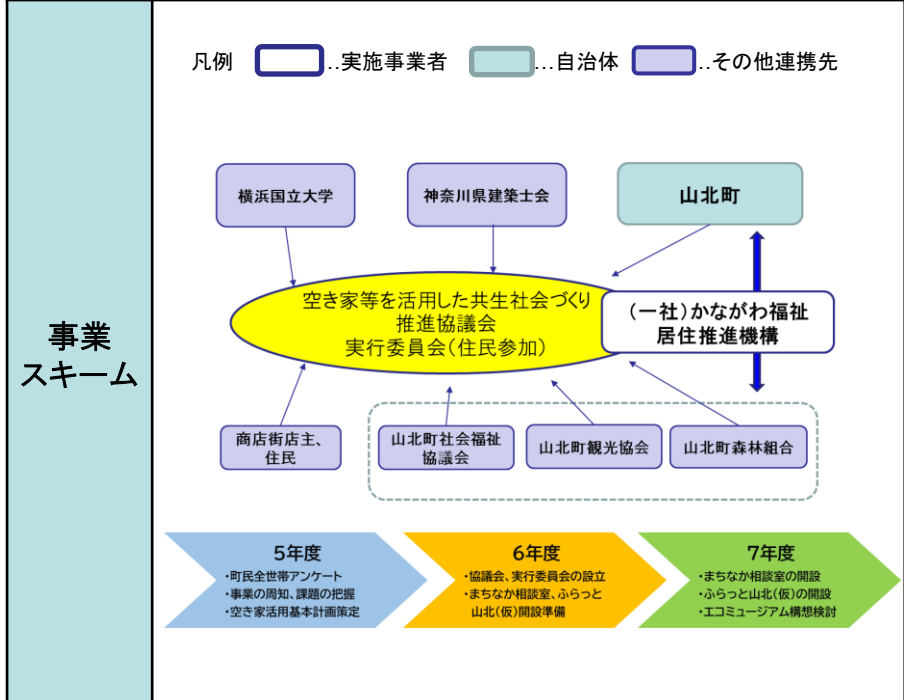 事業
スキーム
凡例 …実施事業者 …自治体 …その他連携先
横浜国立大学
神奈川県建築士会
山北町
空き家等を活用した共生社会づくり
推進協議会
実行委員会(住民参加)
(一社)かながわ福祉
居住推進機構
商店街店主、
住民
山北町社会福祉
協議会
山北町観光協会
山北町森林組合
5年度
・町民全世帯アンケート
・事業の周知、課題の把握
・空き家活用基本計画策定
6年度
・協議会、実行委員会の設立
・まちなか相談室、ふらっと
山北(仮)開設準備
7年度
・まちなか相談室の開設
・ふらっと山北(仮)の開設
・エコミュージアム構想検討